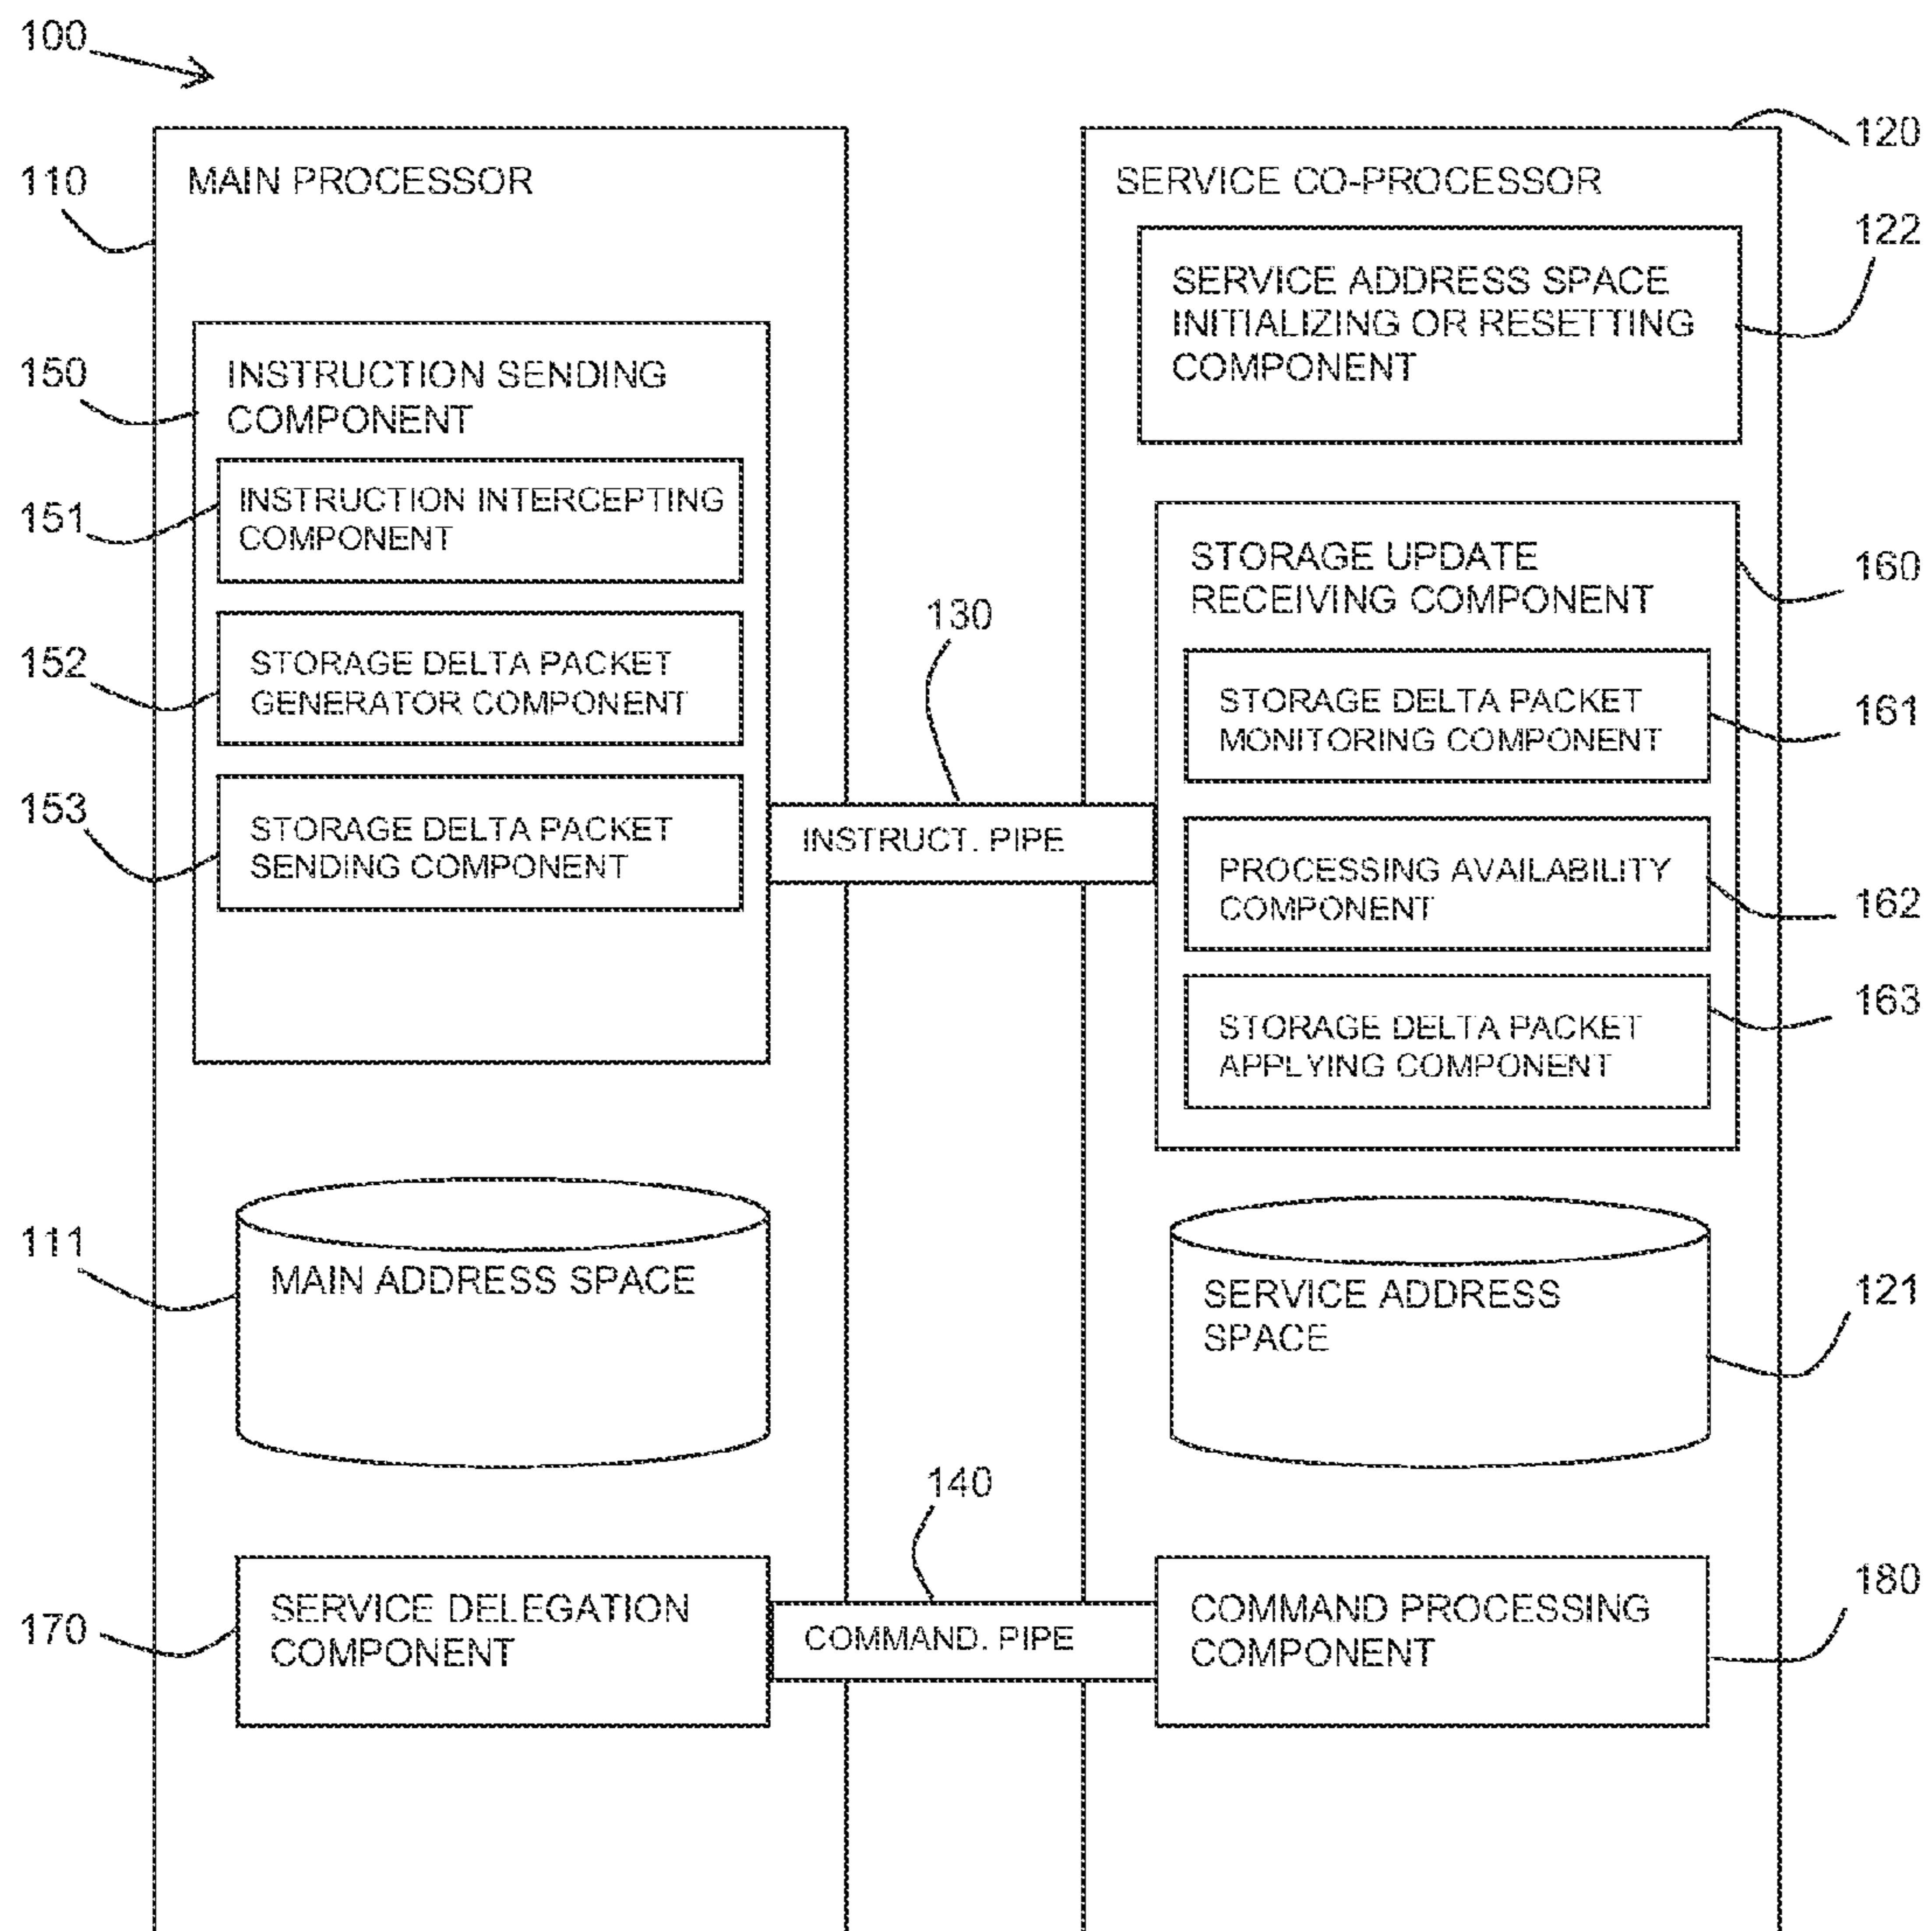 100
110
MAIN PROCESSOR
150
INSTRUCTION SENDING
COMPONENT
151
INSTRUCTION INTERCEPTING
COMPONENT
152
STORAGE DELTA PACKET
GENERATOR COMPONENT
153
STORAGE DELTA PACKET
SENDING COMPONENT
111
MAIN ADDRESS SPACE
170
SERVICE DELEGATION
COMPONENT
130
INSTRUCT. PIPE
140
COMMAND. PIPE
120
SERVICE CO-PROCESSOR
122
SERVICE ADDRESS SPACE
INITIALIZING OR RESETTING
COMPONENT
160
STORAGE UPDATE
RECEIVING COMPONENT
161
STORAGE DELTA PACKET
MONITORING COMPONENT
162
PROCESSING AVAILABILITY
COMPONENT
163
STORAGE DELTA PACKET
APPLYING COMPONENT
121
SERVICE ADDRESS
SPACE
180
COMMAND PROCESSING
COMPONENT